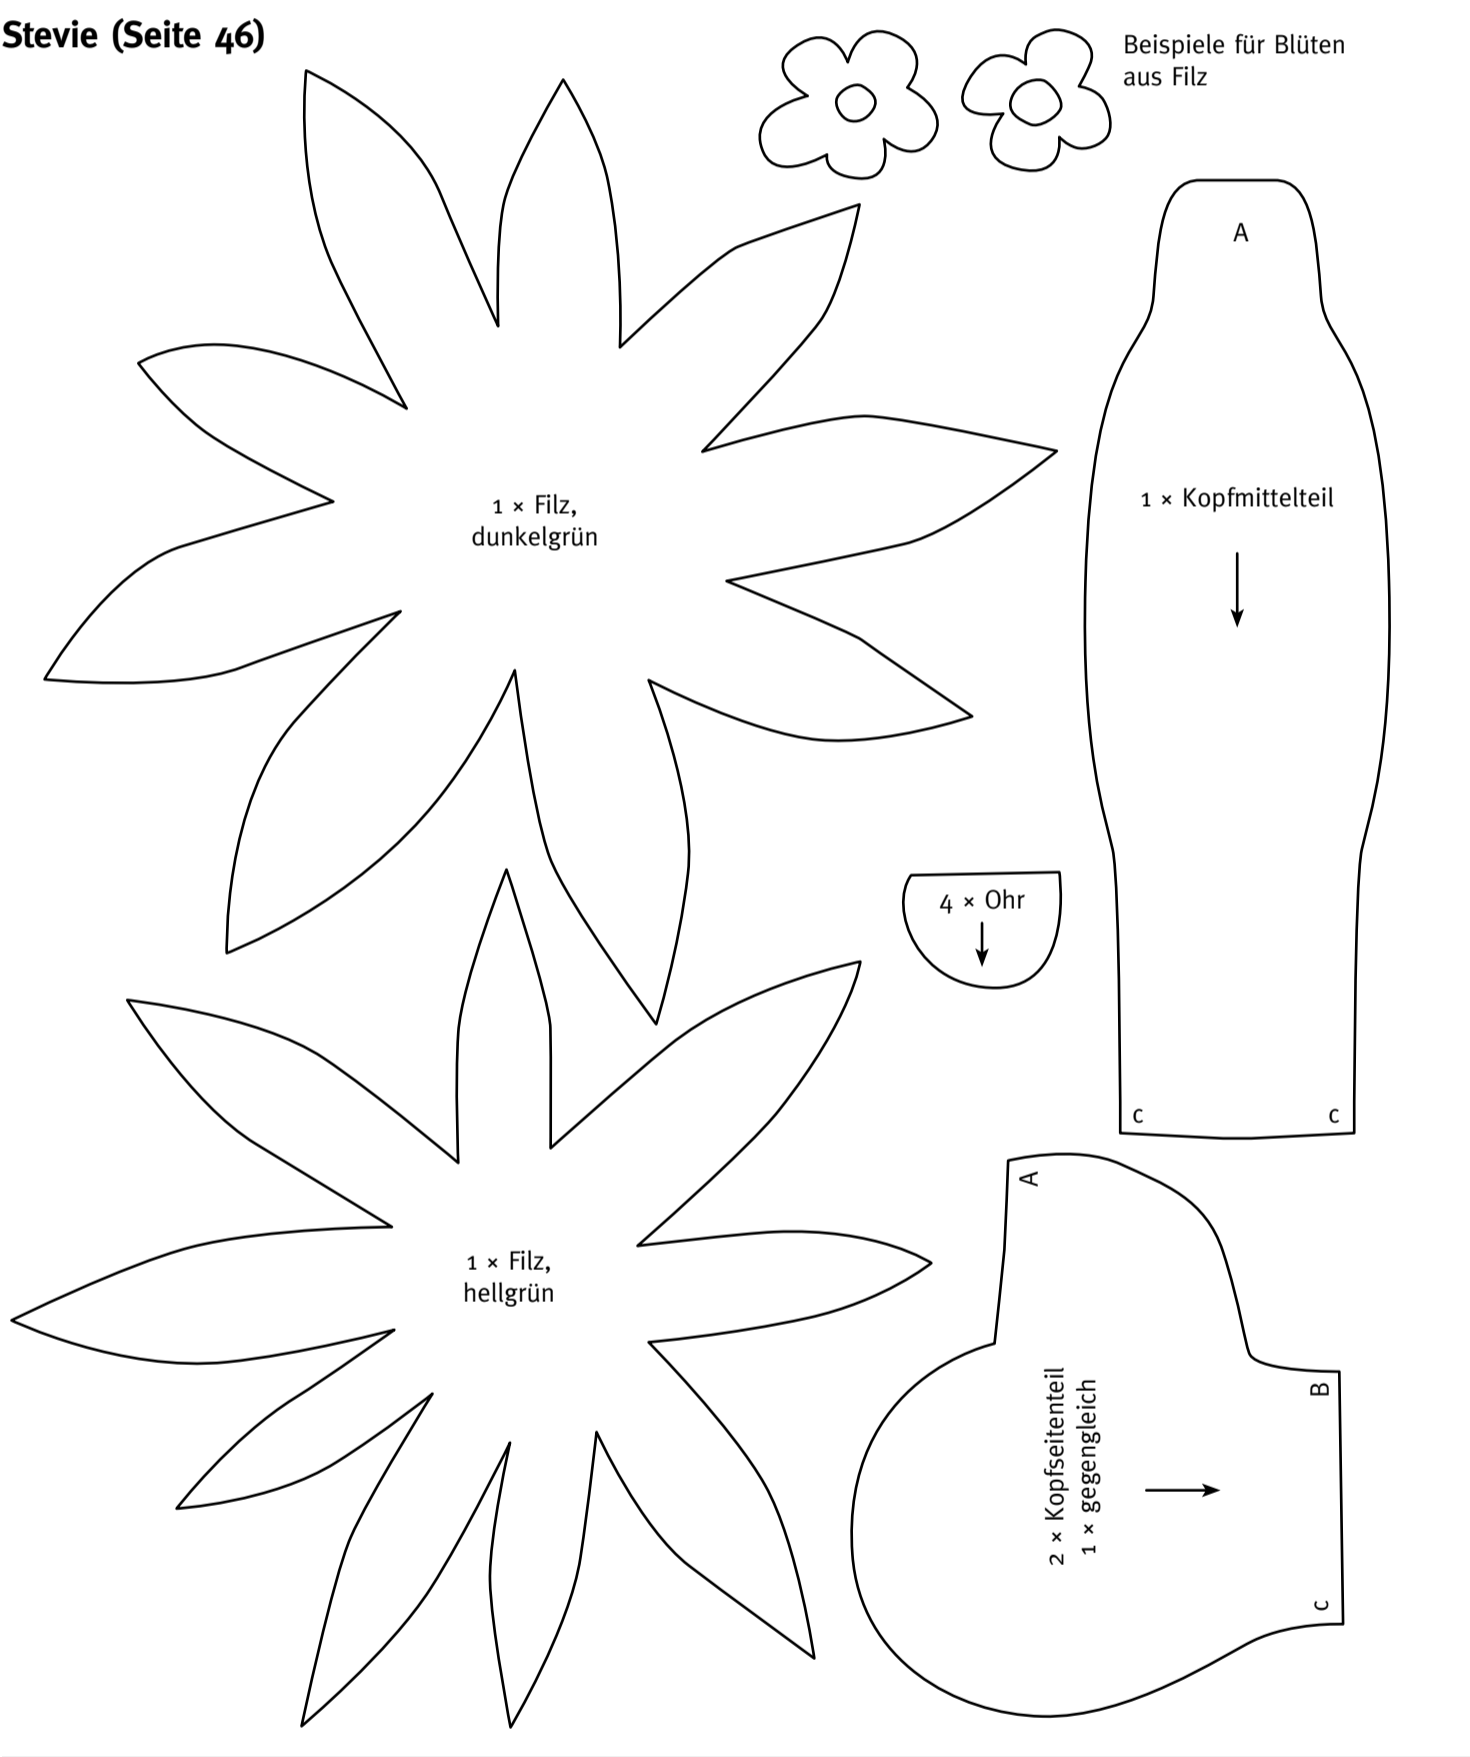 Stevie (Seite 46)
Beispiele für Blüten
aus Filz
A
1 × Kopfmittelteil
1 × Filz,
dunkelgrün
4 × Ohr
C
C
A
1 × Filz,
hellgrün
B
2 × Kopfseitenteil
1 × gegengleich
C